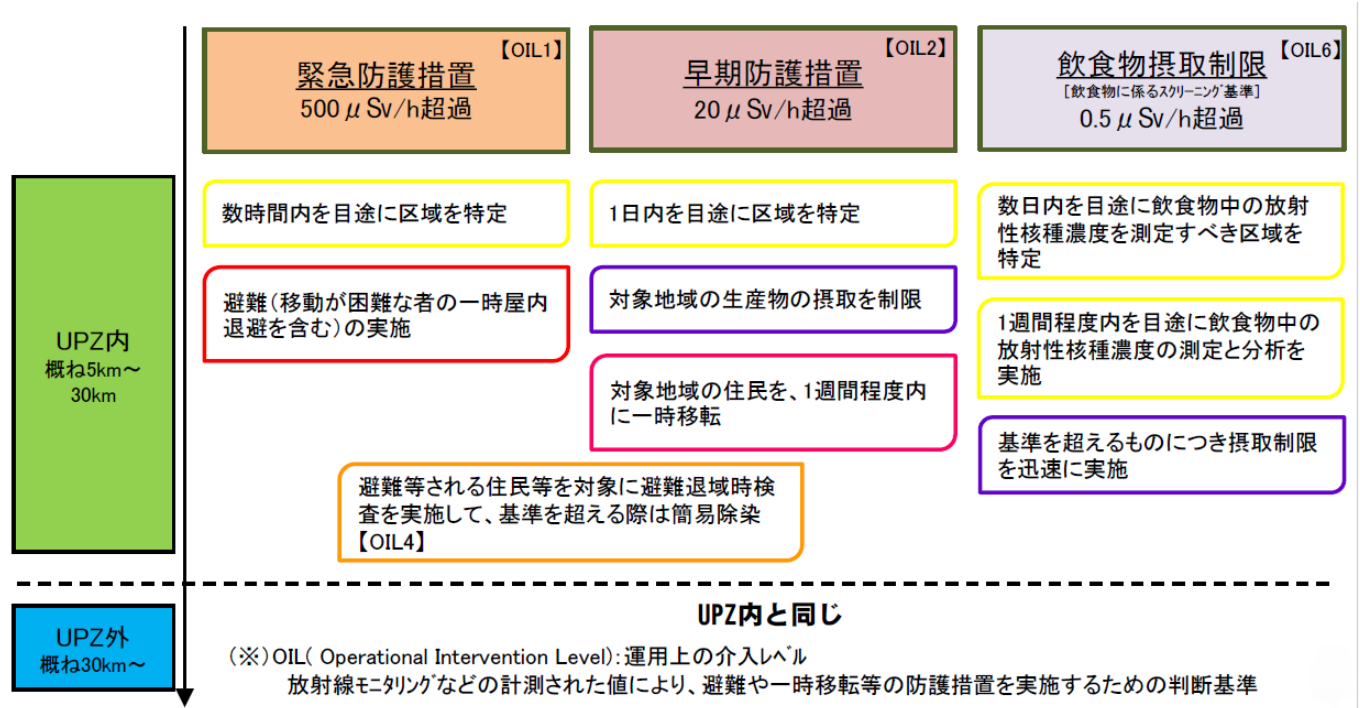 【OIL1】
緊急防護措置
500μSv/h超過
【OIL2】
早期防護措置
20μSv/h超過
【OIL6】
飲食物摂取制限
[飲食物に係るスクリーニング基準]
0.5μSv/h超過
UPZ内
概ね5km～
30km
数時間内を目途に区域を特定
避難(移動が困難な者の一時屋内
退避を含む)の実施
1日内を目途に区域を特定
対象地域の生産物の摂取を制限
対象地域の住民を、1週間程度内
に一時移転
数日内を目途に飲食物中の放射
性核種濃度を測定すべき区域を
特定
1週間程度内を目途に飲食物中の
放射性核種濃度の測定と分析を
実施
基準を超えるものにつき摂取制限
を迅速に実施
避難等される住民等を対象に避難退域時検
査を実施して、基準を超える際は簡易除染
【OIL4】
UPZ外
概ね30km～
UPZ内と同じ
(※)OIL( Operational Intervention Level):運用上の介入レベル
放射線モニタリングなどの計測された値により、避難や一時移転等の防護措置を実施するための判断基準